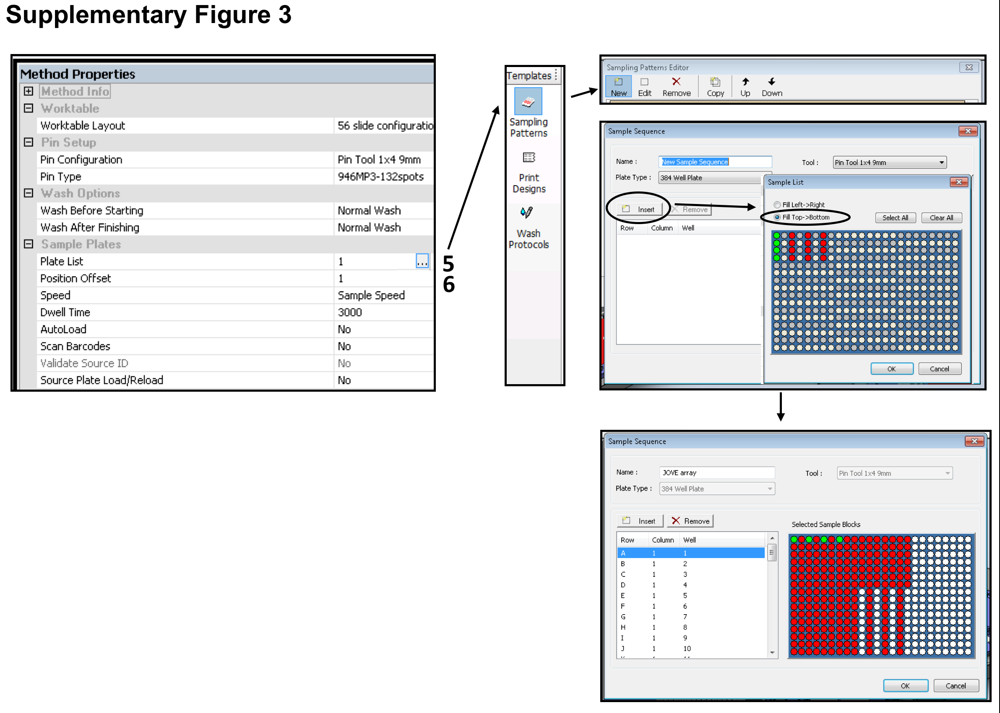 Supplementary Figure 3
Method Properties
Method Info
Worktable
Worktable Layout 56 slide configuratio
Pin Setup
Pin Configuration Pin Tool 1x4 9mm
Pin Type 946MP3-132spots
Wash Options
Wash Before Starting Normal Wash
Wash After Finishing Normal Wash
Sample Plates
Plate List 1 ...
Position Offset 1
Speed Sample Speed
Dwell Time 3000
AutoLoad No
Scan Barcodes No
Validate Source ID No
Source Plate Load/Reload No
5
6
Templates
Sampling
Patterns
Print
Designs
Wash
Protocols
Sampling Patterns Editor
New Edit Remove Copy Up Down
Sample Sequence
Name : New Sample Sequence Tool : Pin Tool 1x4 9mm
Plate Type : 384 Well Plate
Insert Remove
Row Column Well
Sample List
Fill Left->Right
Fill Top->Bottom Select All Clear All
OK Cancel
Sample Sequence
Name : JOVE array Tool : Pin Tool 1x4 9mm
Plate Type : 384 Well Plate
Insert Remove
Selected Sample Blocks
Row Column Well
A 1 1
B 1 2
C 1 3
D 1 4
E 1 5
F 1 6
G 1 7
H 1 8
I 1 9
J 1 10
OK Cancel